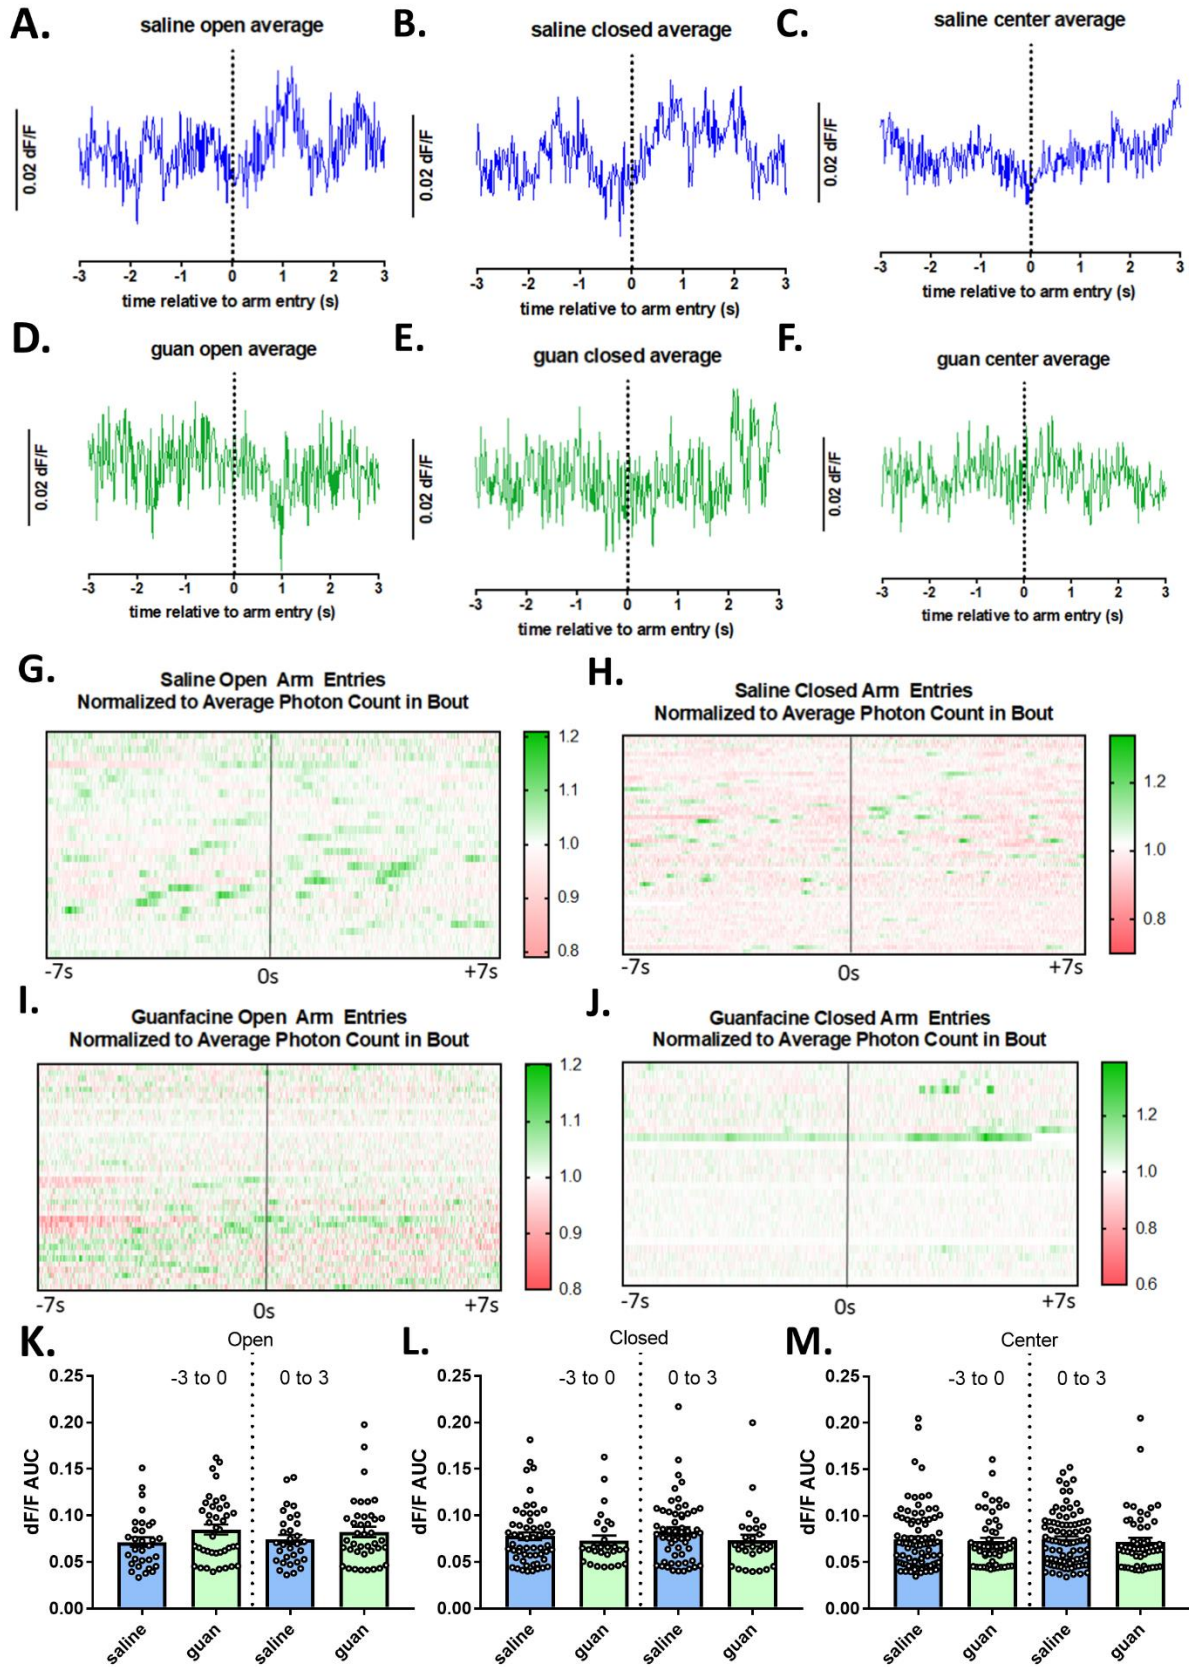 A.
saline open average
0.02 dF/F
-3 -2 -1 0 1 2 3
time relative to arm entry (s)
B.
saline closed average
0.02 dF/F
-3 -2 -1 0 1 2 3
time relative to arm entry (s)
C.
saline center average
0.02 dF/F
-3 -2 -1 0 1 2 3
time relative to arm entry (s)
D.
guan open average
0.02 dF/F
-3 -2 -1 0 1 2 3
time relative to arm entry (s)
E.
guan closed average
0.02 dF/F
-3 -2 -1 0 1 2 3
time relative to arm entry (s)
F.
guan center average
0.02 dF/F
-3 -2 -1 0 1 2 3
time relative to arm entry (s)
G.
Saline Open Arm Entries
Normalized to Average Photon Count in Bout
1.2
1.1
1.0
0.9
0.8
-7s 0s +7s
H.
Saline Closed Arm Entries
Normalized to Average Photon Count in Bout
1.2
1.0
0.8
-7s 0s +7s
I.
Guanfacine Open Arm Entries
Normalized to Average Photon Count in Bout
1.2
1.1
1.0
0.9
0.8
-7s 0s +7s
J.
Guanfacine Closed Arm Entries
Normalized to Average Photon Count in Bout
1.2
1.0
0.8
0.6
-7s 0s +7s
K.
Open
-3 to 0 0 to 3
0.25
0.20
0.15
0.10
0.05
0.00
dF/F AUC
saline guan saline guan
L.
Closed
-3 to 0 0 to 3
0.25
0.20
0.15
0.10
0.05
0.00
dF/F AUC
saline guan saline guan
M.
Center
-3 to 0 0 to 3
0.25
0.20
0.15
0.10
0.05
0.00
dF/F AUC
saline guan saline guan